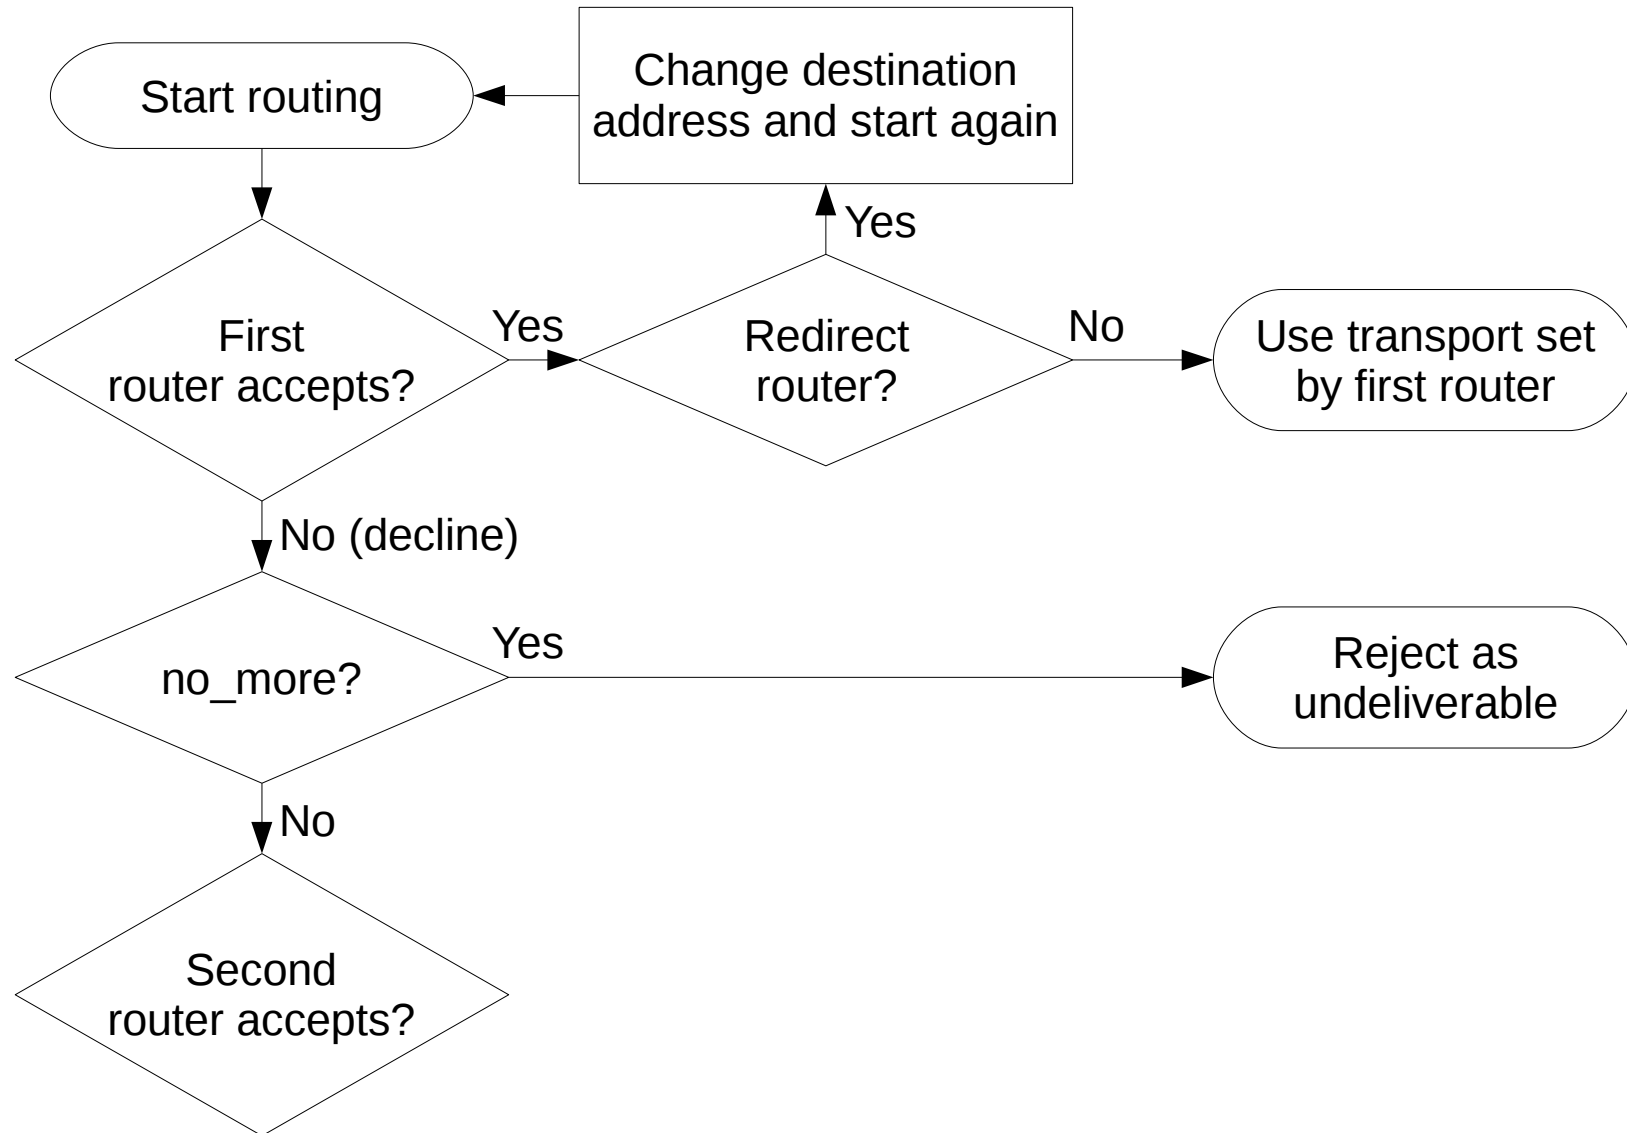 Start routing
Change destination
address and start again
Yes
First
router accepts?
Yes
Redirect
router?
No
Use transport set
by first router
No (decline)
no_more?
Yes
Reject as
undeliverable
No
Second
router accepts?